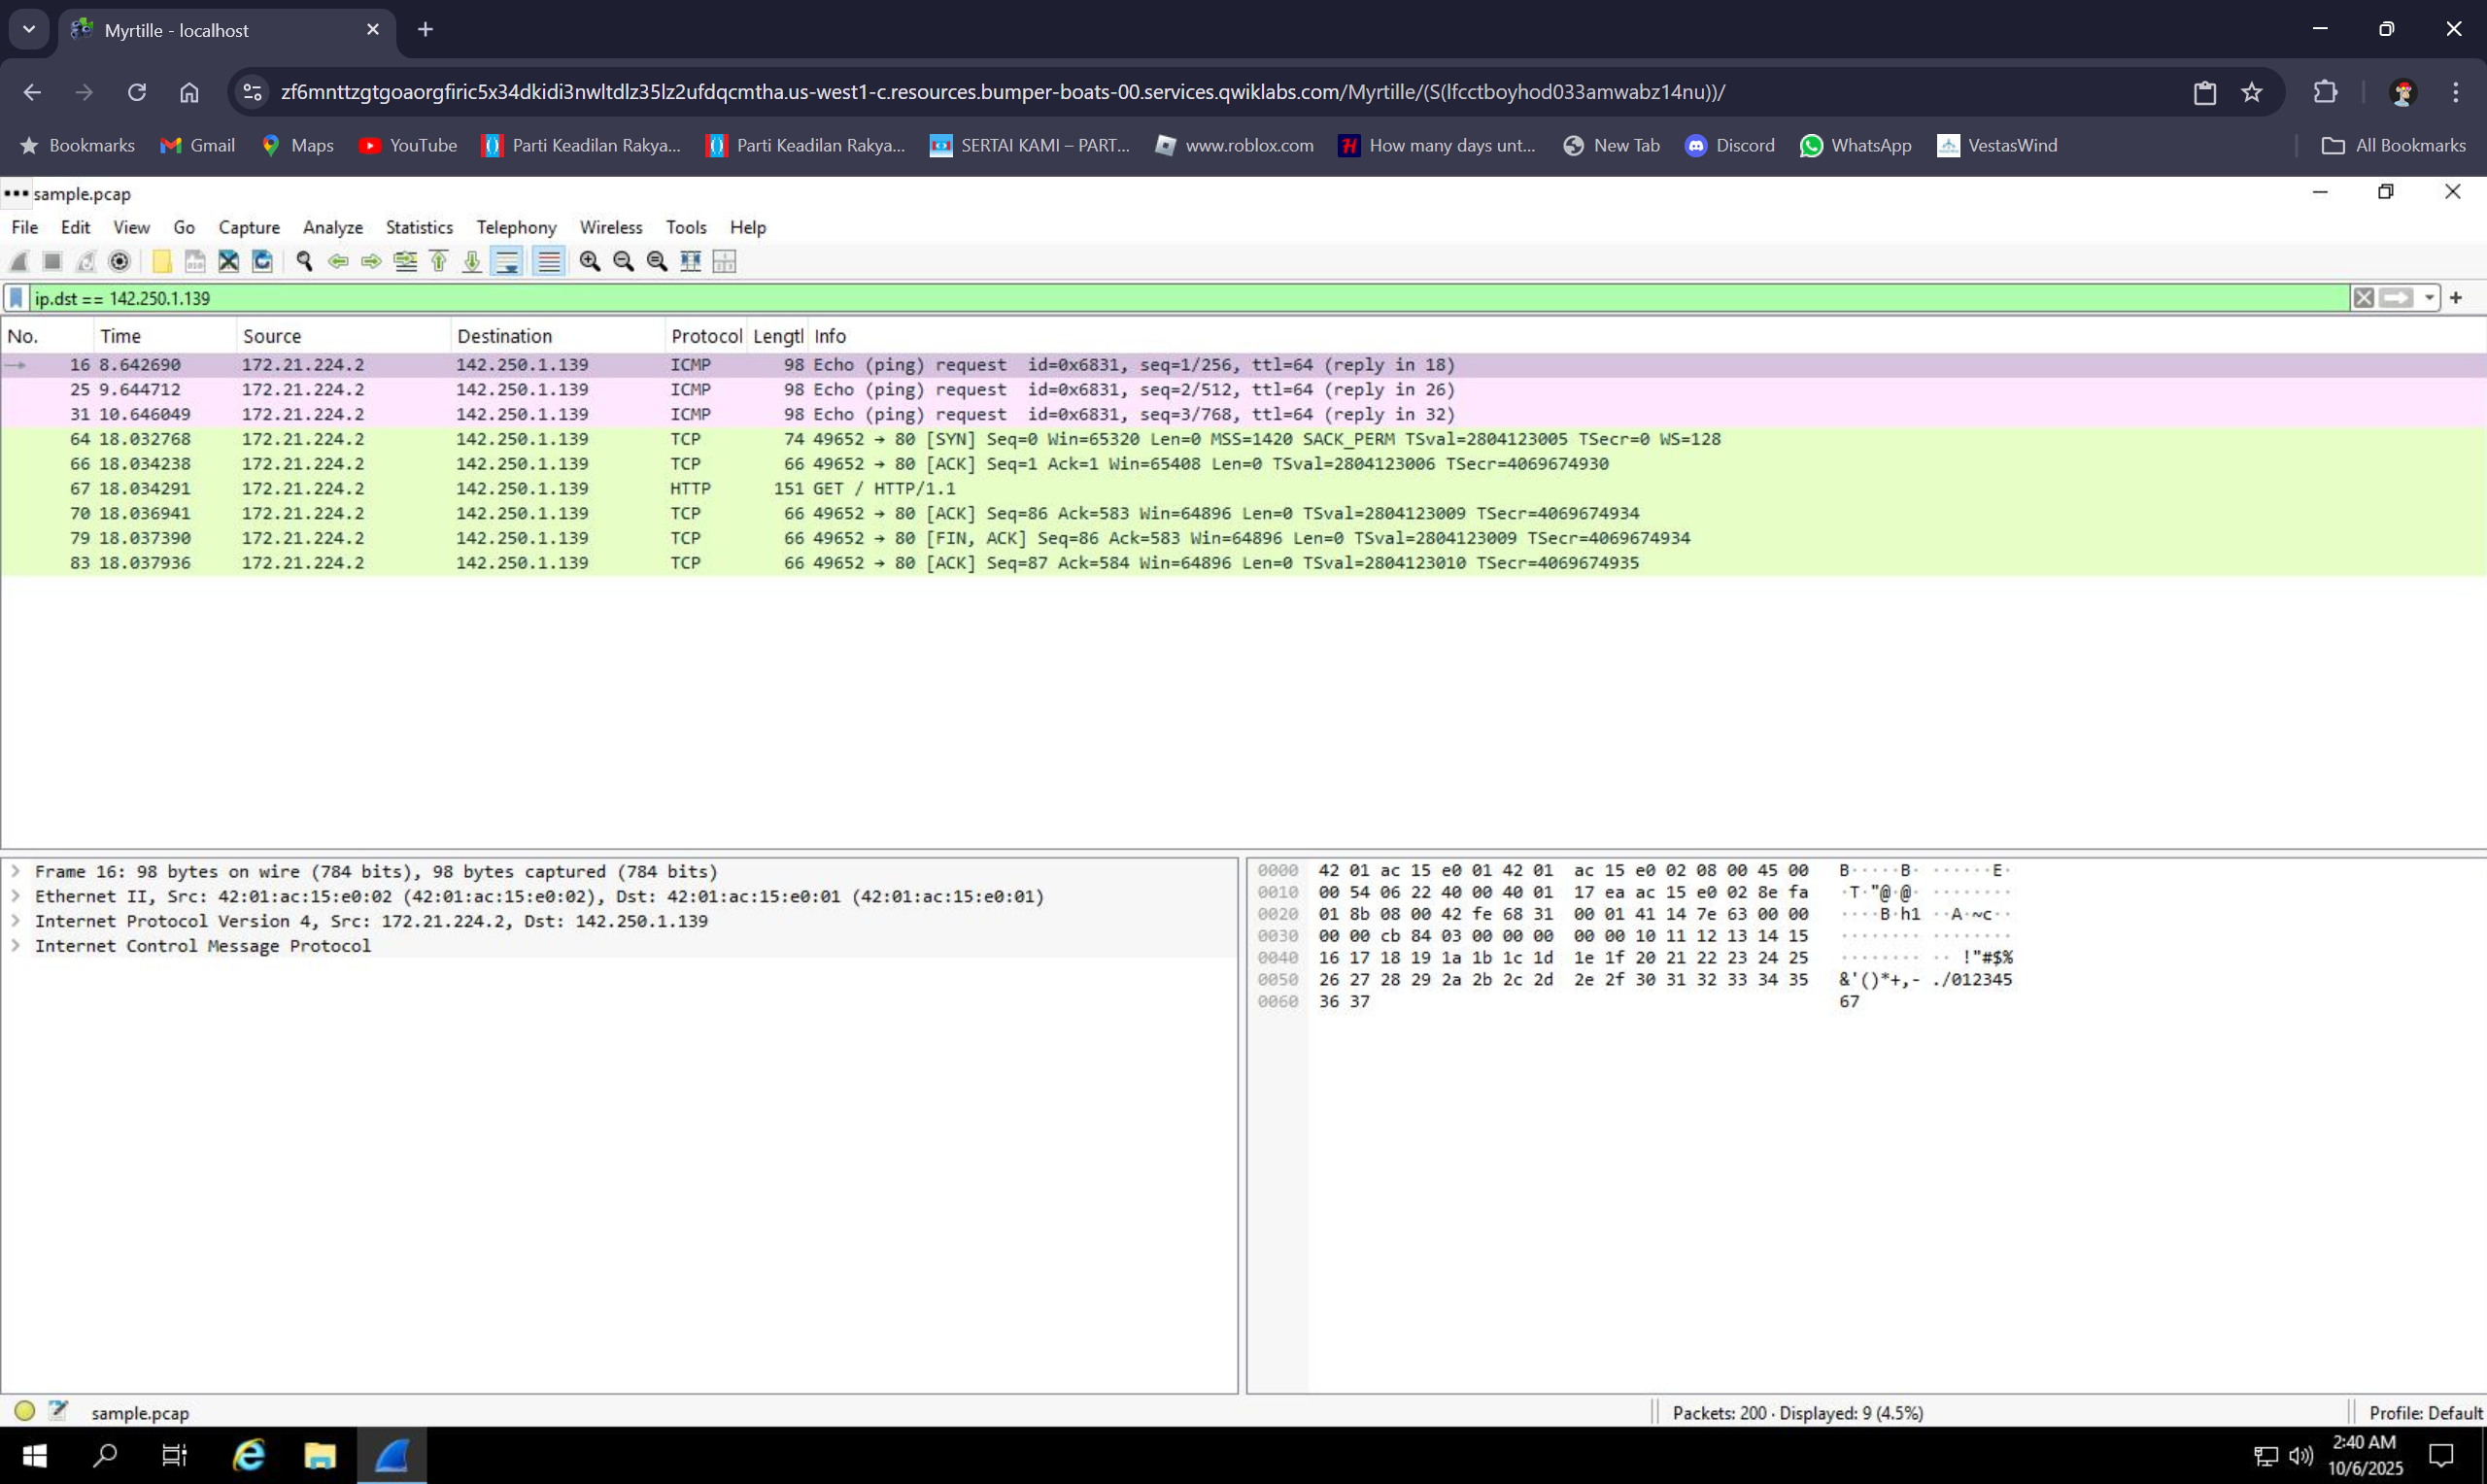 Myrtille - localhost
zf6mnttzgtgoaorgfiric5x34dkidi3nwltdlz35lz2ufdqcmtha.us-west1-c.resources.bumper-boats-00.services.qwiklabs.com/Myrtille/(S(lfcctboyhod033amwabz14nu))/
Bookmarks Gmail Maps YouTube Parti Keadilan Rakya... Parti Keadilan Rakya... SERTAI KAMI – PART... www.roblox.com How many days unt... New Tab Discord WhatsApp VestasWind All Bookmarks
sample.pcap
File Edit View Go Capture Analyze Statistics Telephony Wireless Tools Help
ip.dst == 142.250.1.139
No. Time Source Destination Protocol Lengtl Info
16 8.642690 172.21.224.2 142.250.1.139 ICMP 98 Echo (ping) request id=0x6831, seq=1/256, ttl=64 (reply in 18)
25 9.644712 172.21.224.2 142.250.1.139 ICMP 98 Echo (ping) request id=0x6831, seq=2/512, ttl=64 (reply in 26)
31 10.646049 172.21.224.2 142.250.1.139 ICMP 98 Echo (ping) request id=0x6831, seq=3/768, ttl=64 (reply in 32)
64 18.032768 172.21.224.2 142.250.1.139 TCP 74 49652 → 80 [SYN] Seq=0 Win=65320 Len=0 MSS=1420 SACK_PERM TSval=2804123005 TSecr=0 WS=128
66 18.034238 172.21.224.2 142.250.1.139 TCP 66 49652 → 80 [ACK] Seq=1 Ack=1 Win=65408 Len=0 TSval=2804123006 TSecr=4069674930
67 18.034291 172.21.224.2 142.250.1.139 HTTP 151 GET / HTTP/1.1
70 18.036941 172.21.224.2 142.250.1.139 TCP 66 49652 → 80 [ACK] Seq=86 Ack=583 Win=64896 Len=0 TSval=2804123009 TSecr=4069674934
79 18.037390 172.21.224.2 142.250.1.139 TCP 66 49652 → 80 [FIN, ACK] Seq=86 Ack=583 Win=64896 Len=0 TSval=2804123009 TSecr=4069674934
83 18.037936 172.21.224.2 142.250.1.139 TCP 66 49652 → 80 [ACK] Seq=87 Ack=584 Win=64896 Len=0 TSval=2804123010 TSecr=4069674935
Frame 16: 98 bytes on wire (784 bits), 98 bytes captured (784 bits)
Ethernet II, Src: 42:01:ac:15:e0:02 (42:01:ac:15:e0:02), Dst: 42:01:ac:15:e0:01 (42:01:ac:15:e0:01)
Internet Protocol Version 4, Src: 172.21.224.2, Dst: 142.250.1.139
Internet Control Message Protocol
0000 42 01 ac 15 e0 01 42 01 ac 15 e0 02 08 00 45 00 B·····B· ······E·
0010 00 54 06 22 40 00 40 01 17 ea ac 15 e0 02 8e fa ·T·"@·@· ········
0020 01 8b 08 00 42 fe 68 31 00 01 41 14 7e 63 00 00 ····B·h1 ··A·~c··
0030 00 00 cb 84 03 00 00 00 00 00 10 11 12 13 14 15 ········ ········
0040 16 17 18 19 1a 1b 1c 1d 1e 1f 20 21 22 23 24 25 ········ ·· !"#$%
0050 26 27 28 29 2a 2b 2c 2d 2e 2f 30 31 32 33 34 35 &'()*+,- ./012345
0060 36 37 67
sample.pcap
Packets: 200 · Displayed: 9 (4.5%)
Profile: Default
2:40 AM
10/6/2025